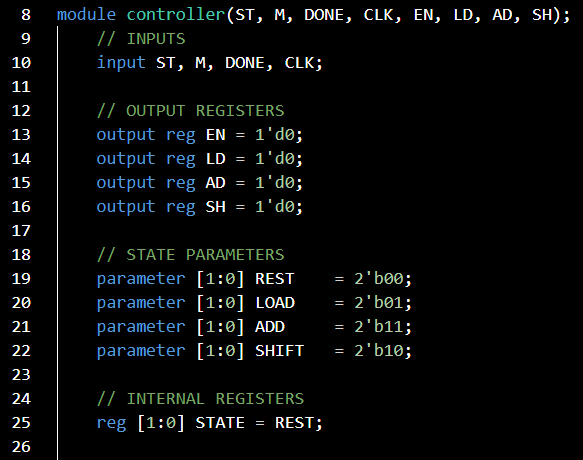 8 module controller(ST, M, DONE, CLK, EN, LD, AD, SH);
9     // INPUTS
10     input ST, M, DONE, CLK;
11
12     // OUTPUT REGISTERS
13     output reg EN = 1'd0;
14     output reg LD = 1'd0;
15     output reg AD = 1'd0;
16     output reg SH = 1'd0;
17
18     // STATE PARAMETERS
19     parameter [1:0] REST    = 2'b00;
20     parameter [1:0] LOAD    = 2'b01;
21     parameter [1:0] ADD     = 2'b11;
22     parameter [1:0] SHIFT   = 2'b10;
23
24     // INTERNAL REGISTERS
25     reg [1:0] STATE = REST;
26